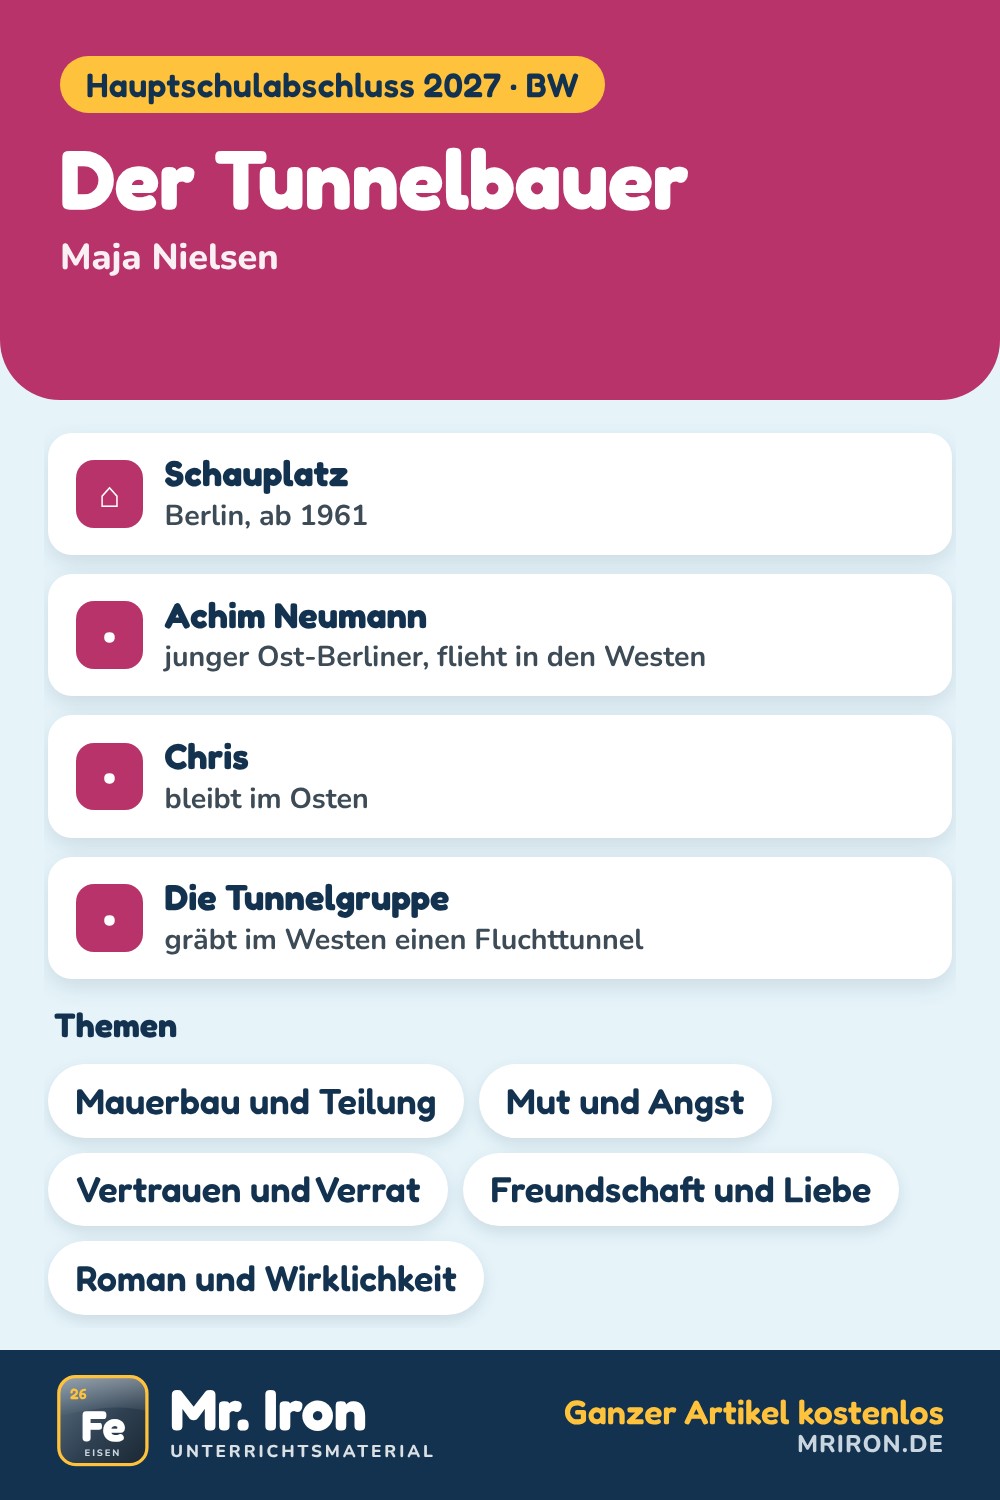 Hauptschulabschluss 2027 · BW
Der Tunnelbauer
Maja Nielsen
Schauplatz
Berlin, ab 1961
Achim Neumann
junger Ost-Berliner, flieht in den Westen
Chris
bleibt im Osten
Die Tunnelgruppe
gräbt im Westen einen Fluchttunnel
Themen
Mauerbau und Teilung
Mut und Angst
Vertrauen und Verrat
Freundschaft und Liebe
Roman und Wirklichkeit
26
Fe
EISEN
Mr. Iron
UNTERRICHTSMATERIAL
Ganzer Artikel kostenlos
MRIRON.DE